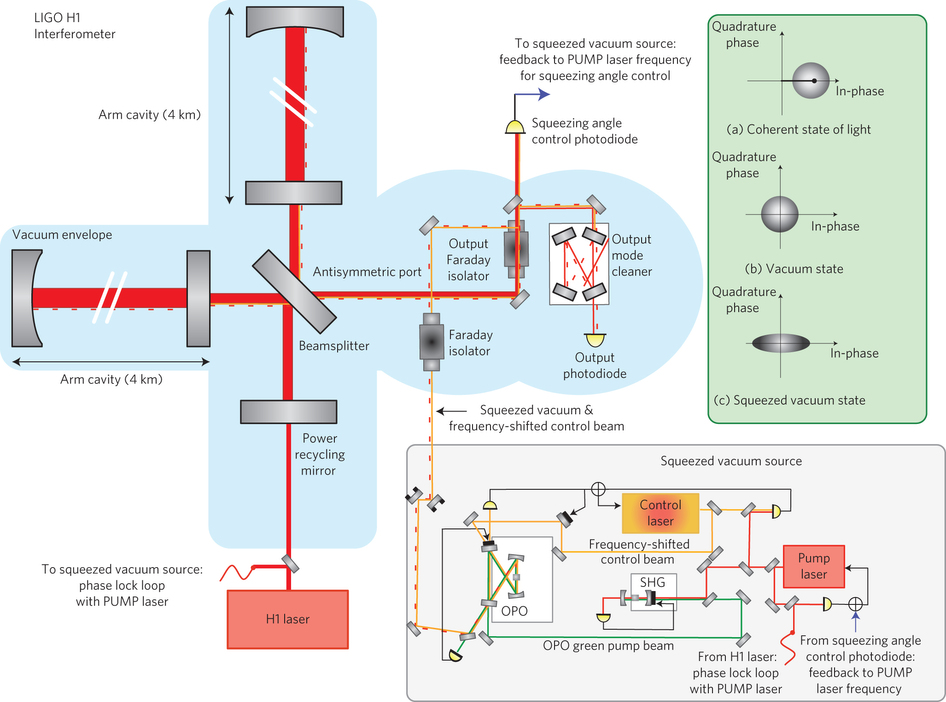 LIGO H1
Interferometer
Arm cavity (4 km)
Vacuum envelope
Arm cavity (4 km)
Antisymmetric port
Beamsplitter
Power
recycling
mirror
To squeezed vacuum source:
phase lock loop
with PUMP laser
H1 laser
To squeezed vacuum source:
feedback to PUMP laser frequency
for squeezing angle control
Squeezing angle
control photodiode
Output
Faraday
isolator
Output
mode
cleaner
Faraday
isolator
Output
photodiode
Squeezed vacuum &
frequency-shifted control beam
Quadrature
phase
In-phase
(a) Coherent state of light
Quadrature
phase
In-phase
(b) Vacuum state
Quadrature
phase
In-phase
(c) Squeezed vacuum state
Squeezed vacuum source
Control
laser
Frequency-shifted
control beam
Pump
laser
SHG
OPO
OPO green pump beam
From H1 laser:
phase lock loop
with PUMP laser
From squeezing angle
control photodiode:
feedback to PUMP
laser frequency